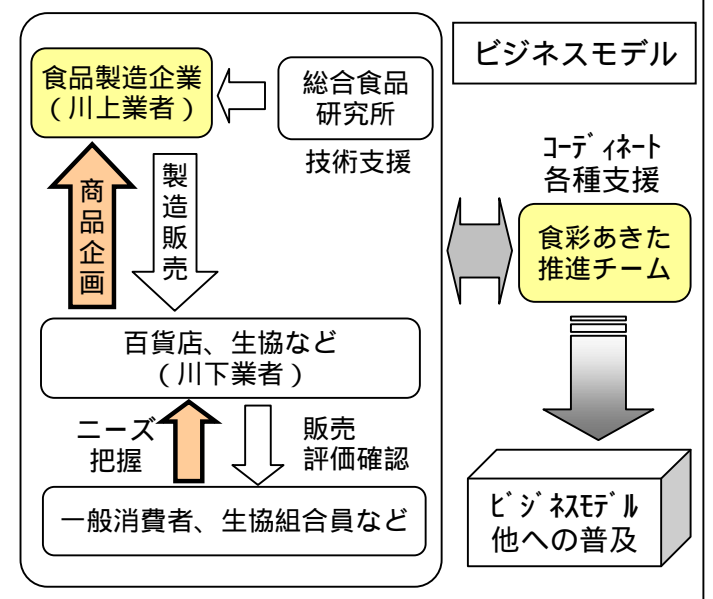 ビジネスモデル
食品製造企業
（川上業者）
総合食品
研究所
技術支援
商品企画
製造販売
百貨店、生協など
（川下業者）
ニーズ
把握
販売
評価確認
一般消費者、生協組合員など
ｺｰﾃﾞｨﾈｰﾄ
各種支援
食彩あきた
推進チーム
ﾋﾞｼﾞﾈｽﾓﾃﾞﾙ
他への普及